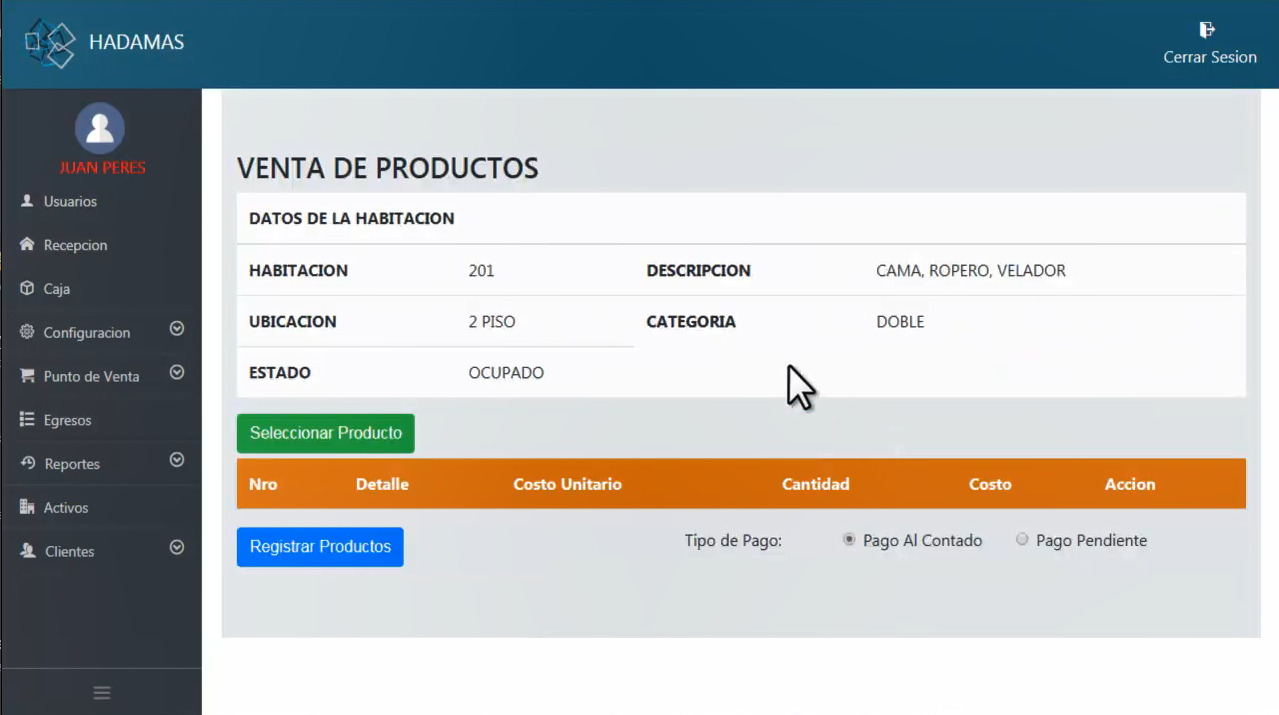 HADAMAS
Cerrar Sesion
JUAN PERES
Usuarios
Recepcion
Caja
Configuracion
Punto de Venta
Egresos
Reportes
Activos
Clientes
VENTA DE PRODUCTOS
DATOS DE LA HABITACION
HABITACION 201 DESCRIPCION CAMA, ROPERO, VELADOR
UBICACION 2 PISO CATEGORIA DOBLE
ESTADO OCUPADO
Seleccionar Producto
Nro Detalle Costo Unitario Cantidad Costo Accion
Registrar Productos Tipo de Pago: Pago Al Contado Pago Pendiente